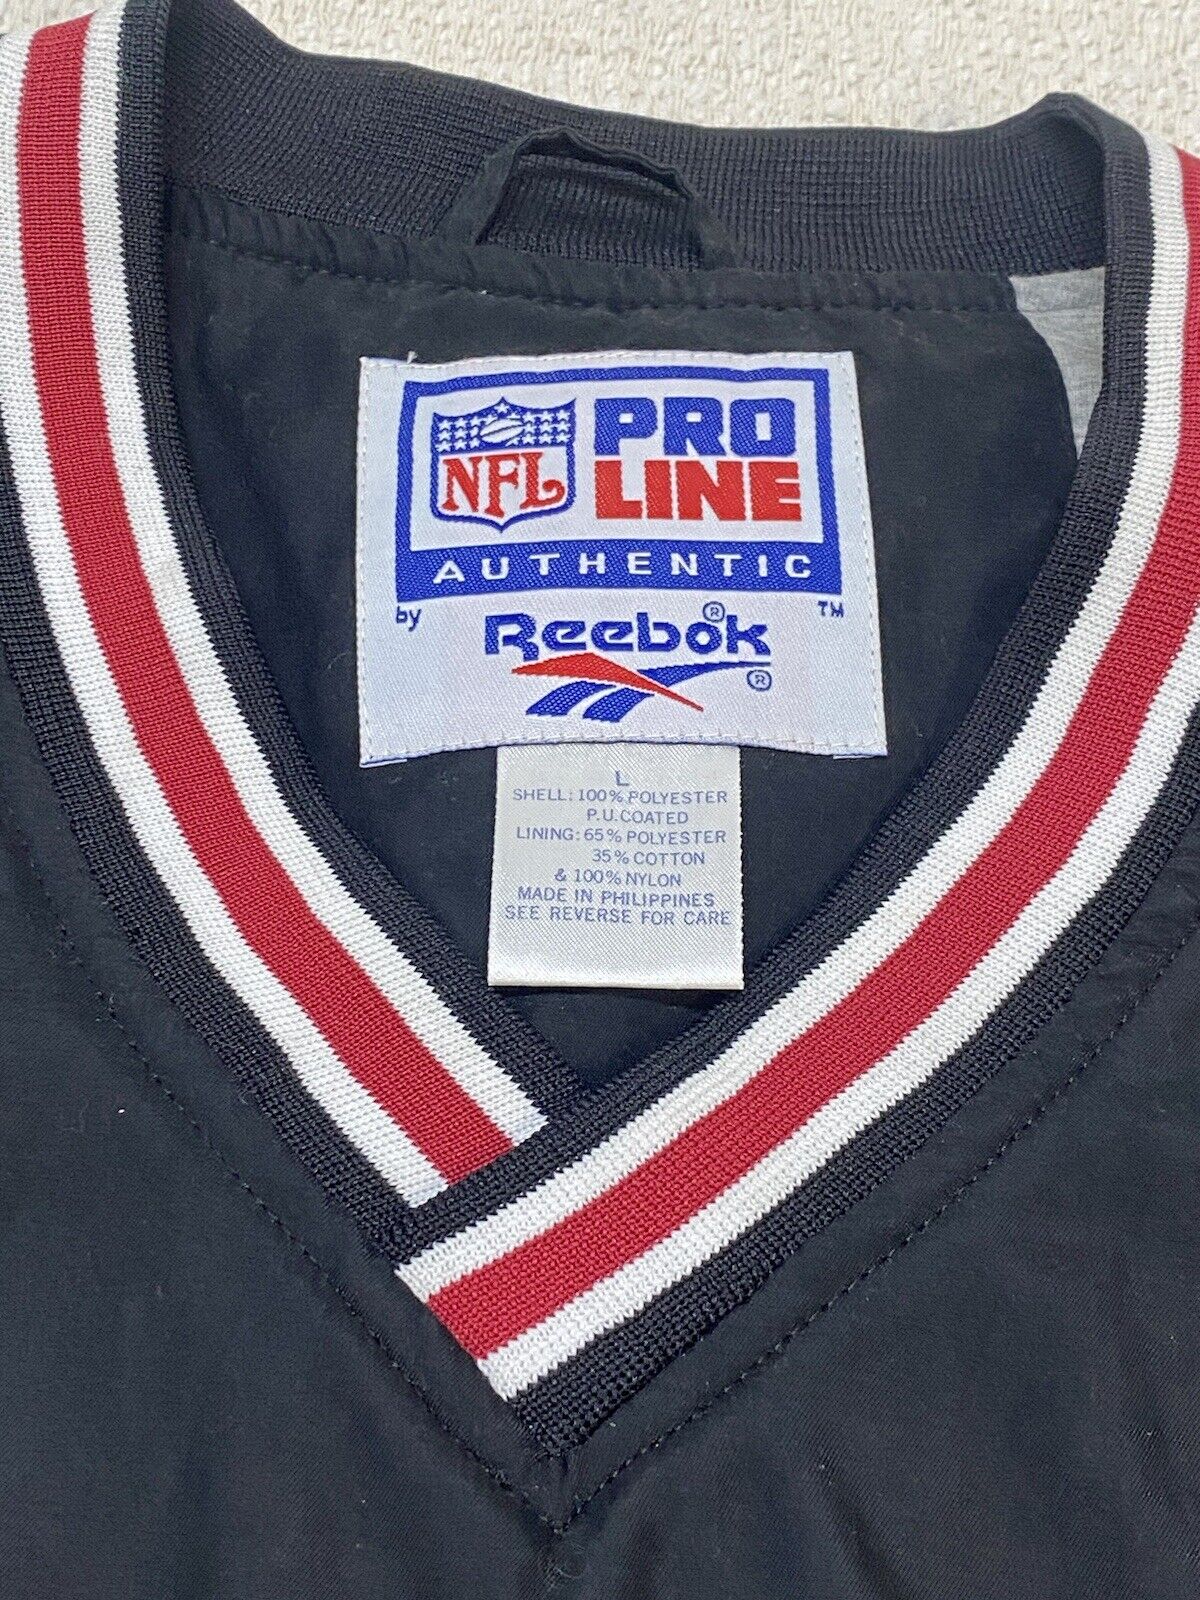 NFL PRO
LINE
AUTHENTIC
by Reebok® ™
®
L
SHELL: 100% POLYESTER
P.U.COATED
LINING: 65% POLYESTER
35% COTTON
& 100% NYLON
MADE IN PHILIPPINES
SEE REVERSE FOR CARE